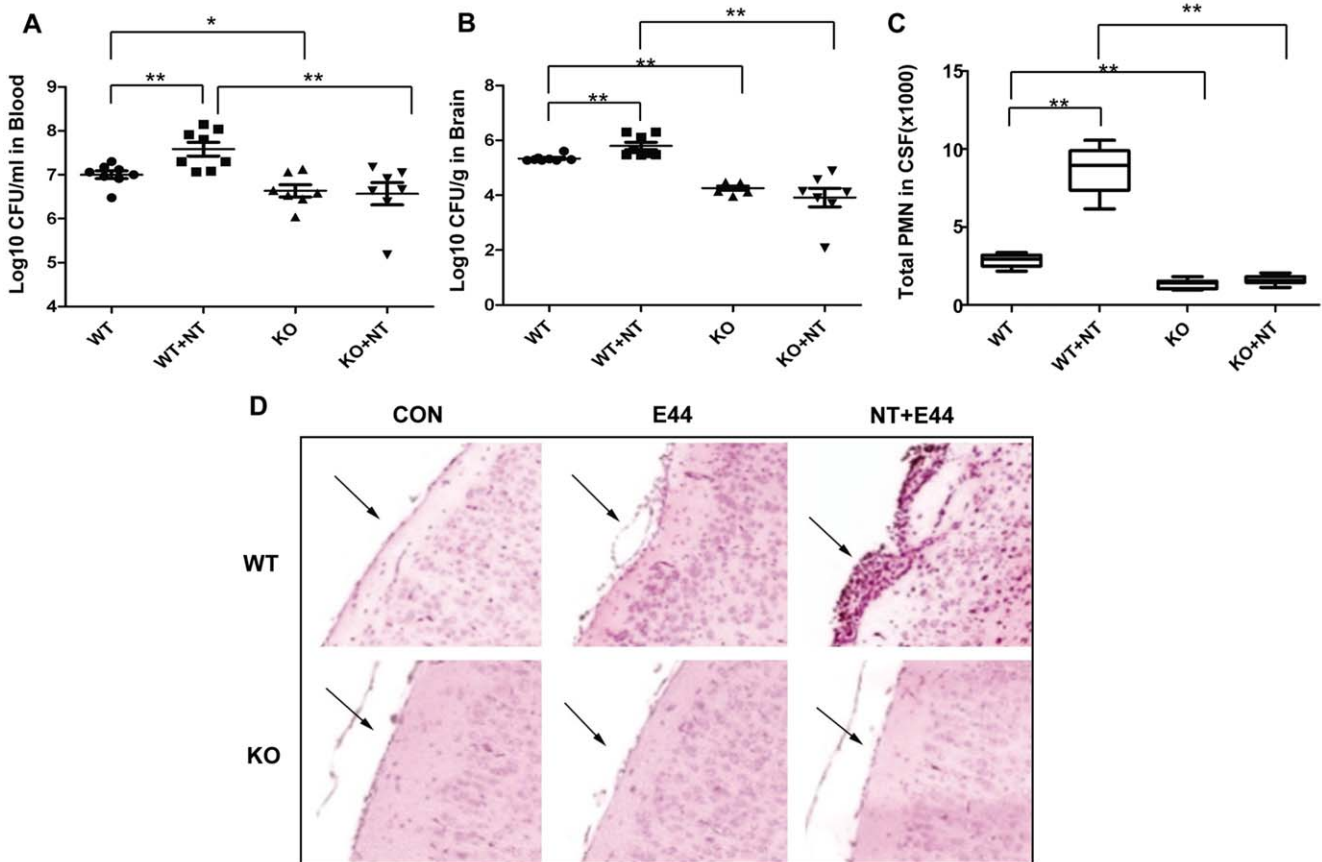 A
*
**
**
Log10 CFU/ml in Blood
9
8
7
6
5
4
WT
WT+NT
KO
KO+NT
B
**
**
**
Log10 CFU/g in Brain
8
6
4
2
0
WT
WT+NT
KO
KO+NT
C
**
**
**
Total PMN in CSF(x1000)
15
10
5
0
WT
WT+NT
KO
KO+NT
D
CON E44 NT+E44
WT
KO